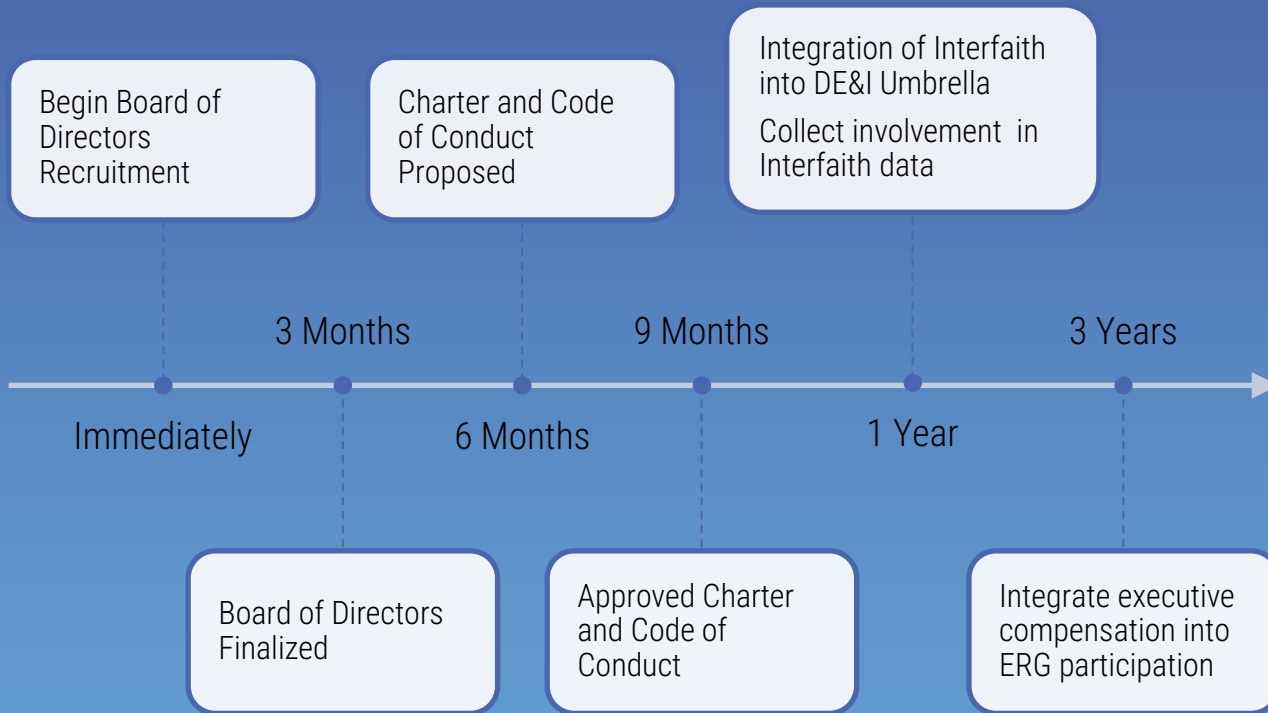 Begin Board of
Directors
Recruitment
Charter and Code
of Conduct
Proposed
Integration of Interfaith
into DE&I Umbrella
Collect involvement in
Interfaith data
3 Months
9 Months
3 Years
Immediately
6 Months
1 Year
Board of Directors
Finalized
Approved Charter
and Code of
Conduct
Integrate executive
compensation into
ERG participation